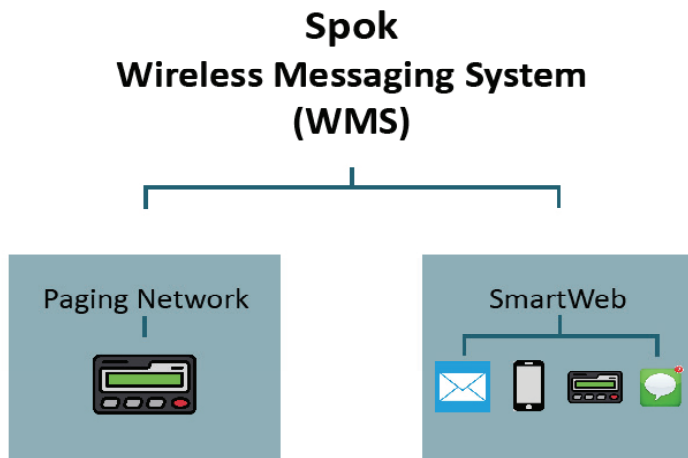 Spok
Wireless Messaging System
(WMS)
Paging Network
SmartWeb